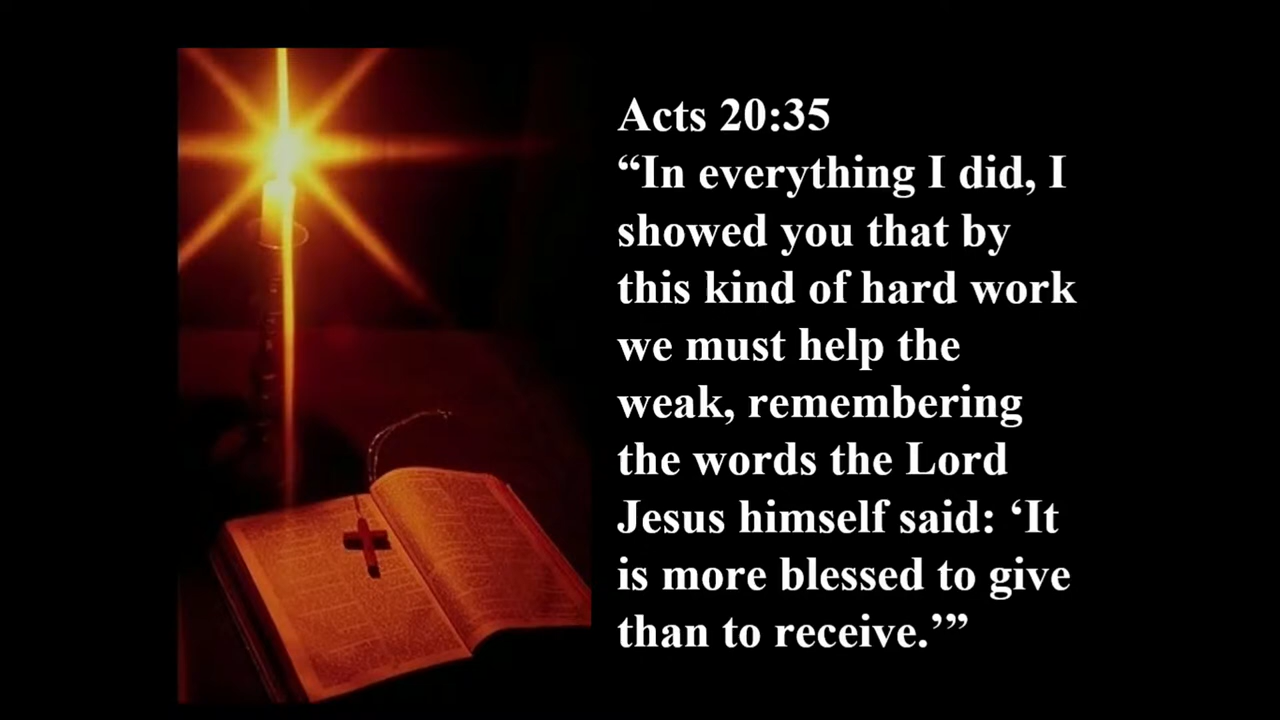 Acts 20:35
“In everything I did, I
showed you that by
this kind of hard work
we must help the
weak, remembering
the words the Lord
Jesus himself said: ‘It
is more blessed to give
than to receive.’”